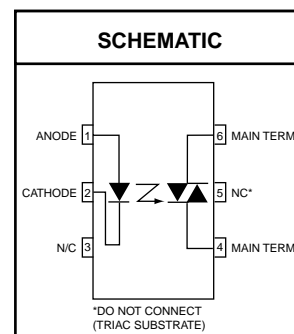 SCHEMATIC
ANODE 1
6 MAIN TERM.
CATHODE 2
5 NC*
N/C 3
4 MAIN TERM.
*DO NOT CONNECT
(TRIAC SUBSTRATE)